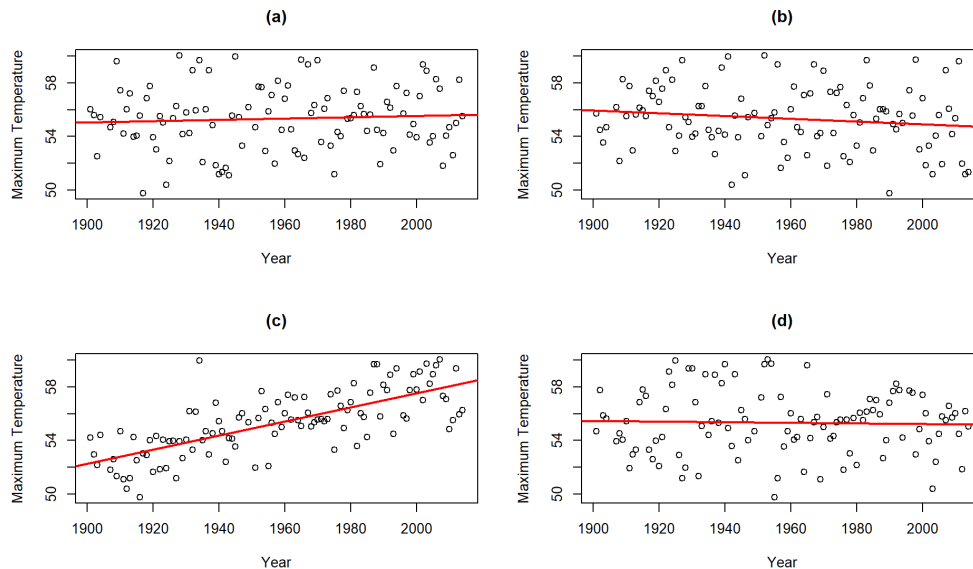 (a)
Maximum Temperature
50 54 58
1900 1920 1940 1960 1980 2000
Year
(b)
Maximum Temperature
50 54 58
1900 1920 1940 1960 1980 2000
Year
(c)
Maximum Temperature
50 54 58
1900 1920 1940 1960 1980 2000
Year
(d)
Maximum Temperature
50 54 58
1900 1920 1940 1960 1980 2000
Year